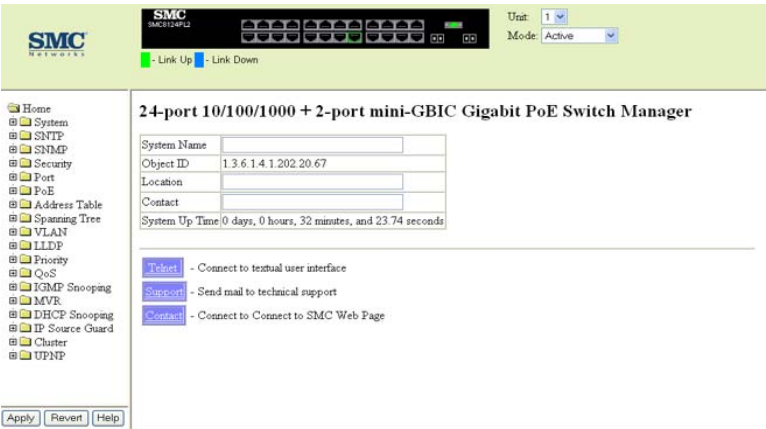 SMC
Networks
SMC
SMC8124PL2
Unit: 1
Mode: Active
- Link Up - Link Down
Home
System
SNTP
SNMP
Security
Port
PoE
Address Table
Spanning Tree
VLAN
LLDP
Priority
QoS
IGMP Snooping
MVR
DHCP Snooping
IP Source Guard
Cluster
UPNP
Apply Revert Help
24-port 10/100/1000 + 2-port mini-GBIC Gigabit PoE Switch Manager
System Name
Object ID 1.3.6.1.4.1.202.20.67
Location
Contact
System Up Time 0 days, 0 hours, 32 minutes, and 23.74 seconds
Telnet - Connect to textual user interface
Support - Send mail to technical support
Contact - Connect to Connect to SMC Web Page